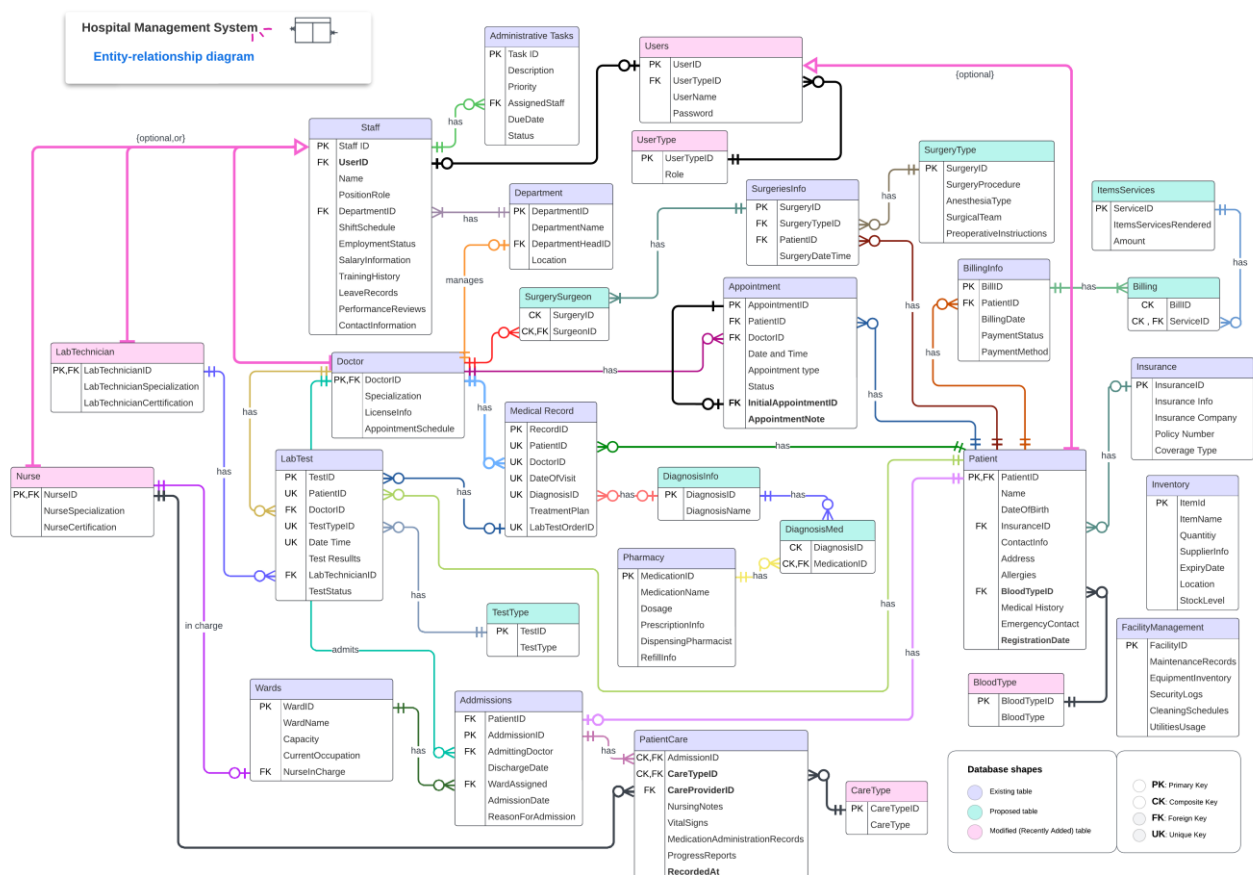 Hospital Management System
Entity-relationship diagram
Administrative Tasks
PK Task ID
Description
Priority
FK AssignedStaff
DueDate
Status
has
Users
PK UserID
FK UserTypeID
UserName
Password
{optional}
{optional,or}
Staff
PK Staff ID
FK UserID
Name
PositionRole
FK DepartmentID
ShiftSchedule
EmploymentStatus
SalaryInformation
TrainingHistory
LeaveRecords
PerformanceReviews
ContactInformation
UserType
PK UserTypeID
Role
SurgeryType
PK SurgeryID
SurgeryProcedure
AnesthesiaType
SurgicalTeam
PreoperativeInstructions
has
Department
PK DepartmentID
DepartmentName
FK DepartmentHeadID
Location
has
manages
SurgeriesInfo
PK SurgeryID
FK SurgeryTypeID
FK PatientID
SurgeryDateTime
has
has
ItemsServices
PK ServiceID
ItemsServicesRendered
Amount
has
BillingInfo
PK BillID
FK PatientID
BillingDate
PaymentStatus
PaymentMethod
has
has
Billing
CK BillID
CK , FK ServiceID
SurgerySurgeon
CK SurgeryID
CK,FK SurgeonID
Appointment
PK AppointmentID
FK PatientID
FK DoctorID
Date and Time
Appointment type
Status
FK InitialAppointmentID
AppointmentNote
has
has
LabTechnician
PK,FK LabTechnicianID
LabTechnicianSpecialization
LabTechnicianCerttification
has
Doctor
PK,FK DoctorID
Specialization
LicenseInfo
AppointmentSchedule
has
has
Insurance
PK InsuranceID
Insurance Info
Insurance Company
Policy Number
Coverage Type
has
Medical Record
PK RecordID
UK PatientID
UK DoctorID
UK DateOfVisit
UK DiagnosisID
TreatmentPlan
UK LabTestOrderID
has
has
has
LabTest
PK TestID
UK PatientID
FK DoctorID
UK TestTypeID
UK Date Time
Test Resullts
FK LabTechnicianID
TestStatus
has
Nurse
PK,FK NurseID
NurseSpecialization
NurseCertification
in charge
DiagnosisInfo
PK DiagnosisID
DiagnosisName
has
DiagnosisMed
CK DiagnosisID
CK,FK MedicationID
Patient
PK,FK PatientID
Name
DateOfBirth
FK InsuranceID
ContactInfo
Address
Allergies
FK BloodTypeID
Medical History
EmergencyContact
RegistrationDate
Inventory
PK ItemId
ItemName
Quantitiy
SupplierInfo
ExpiryDate
Location
StockLevel
Pharmacy
PK MedicationID
MedicationName
Dosage
PrescriptionInfo
DispensingPharmacist
RefillInfo
has
has
TestType
PK TestID
TestType
admits
has
FacilityManagement
PK FacilityID
MaintenanceRecords
EquipmentInventory
SecurityLogs
CleaningSchedules
UtilitiesUsage
BloodType
PK BloodTypeID
BloodType
Wards
PK WardID
WardName
Capacity
CurrentOccupation
FK NurseInCharge
has
Addmissions
FK PatientID
PK AddmissionID
FK AdmittingDoctor
DischargeDate
FK WardAssigned
AdmissionDate
ReasonForAdmission
has
PatientCare
CK,FK AdmissionID
CK,FK CareTypeID
FK CareProviderID
NursingNotes
VitalSigns
MedicationAdministrationRecords
ProgressReports
RecordedAt
CareType
PK CareTypeID
CareType
Database shapes
Existing table
Proposed table
Modified (Recently Added) table
PK: Primary Key
CK: Composite Key
FK: Foreign Key
UK: Unique Key